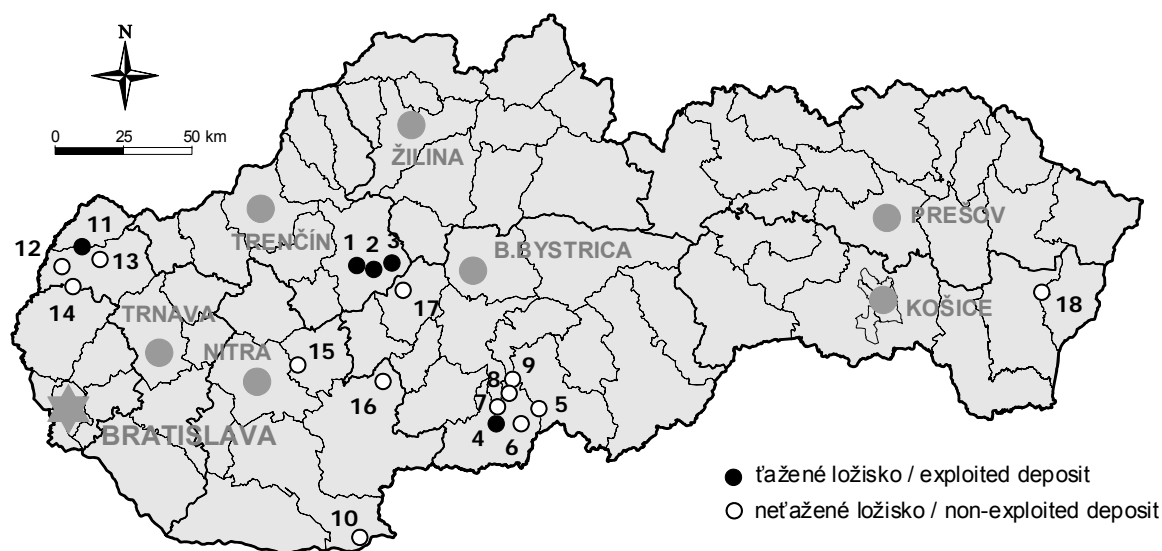 N
0 25 50 km
ŽILINA
PREŠOV
11
TRENČÍN
1 2 3
B.BYSTRICA
12
13
17
18
KOŠICE
14
TRNAVA
NITRA
15
9
8
16
7
5
4
6
BRATISLAVA
10
ťažené ložisko / exploited deposit
neťažené ložisko / non-exploited deposit